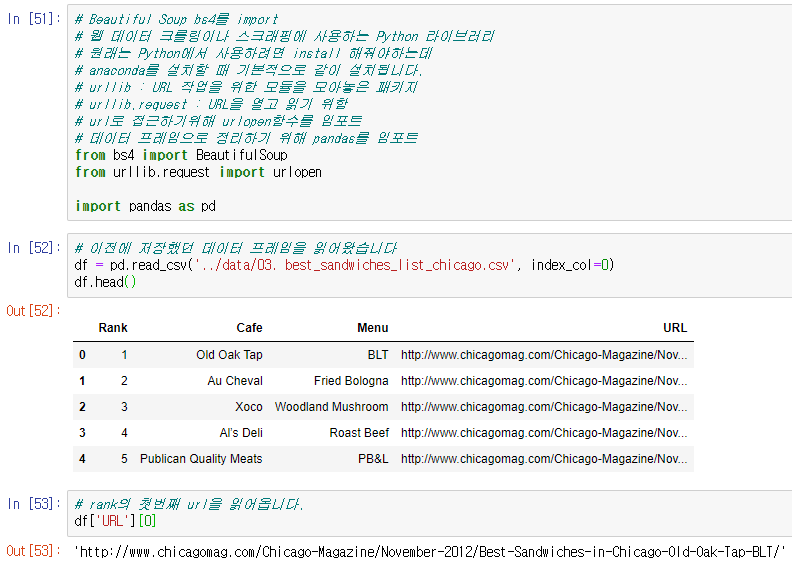 In [51]:
# Beautiful Soup bs4를 import
# 웹 데이터 크롤링이나 스크래핑에 사용하는 Python 라이브러리
# 원래는 Python에서 사용하려면 install 해줘야하는데
# anaconda를 설치할 때 기본적으로 같이 설치됩니다.
# urllib : URL 작업을 위한 모듈을 모아놓은 패키지
# urllib.request : URL을 열고 읽기 위함
# url로 접근하기위해 urlopen함수를 임포트
# 데이터 프레임으로 정리하기 위해 pandas를 임포트
from bs4 import BeautifulSoup
from urllib.request import urlopen
import pandas as pd
In [52]:
# 이전에 저장했던 데이터 프레임을 읽어왔습니다
df = pd.read_csv('../data/03. best_sandwiches_list_chicago.csv', index_col=0)
df.head()
Out[52]:
Rank Cafe Menu URL
0 1 Old Oak Tap BLT http://www.chicagomag.com/Chicago-Magazine/Nov...
1 2 Au Cheval Fried Bologna http://www.chicagomag.com/Chicago-Magazine/Nov...
2 3 Xoco Woodland Mushroom http://www.chicagomag.com/Chicago-Magazine/Nov...
3 4 Al's Deli Roast Beef http://www.chicagomag.com/Chicago-Magazine/Nov...
4 5 Publican Quality Meats PB&L http://www.chicagomag.com/Chicago-Magazine/Nov...
In [53]:
# rank의 첫번째 url을 읽어옵니다.
df['URL'][0]
Out[53]: 'http://www.chicagomag.com/Chicago-Magazine/November-2012/Best-Sandwiches-in-Chicago-Old-Oak-Tap-BLT/'